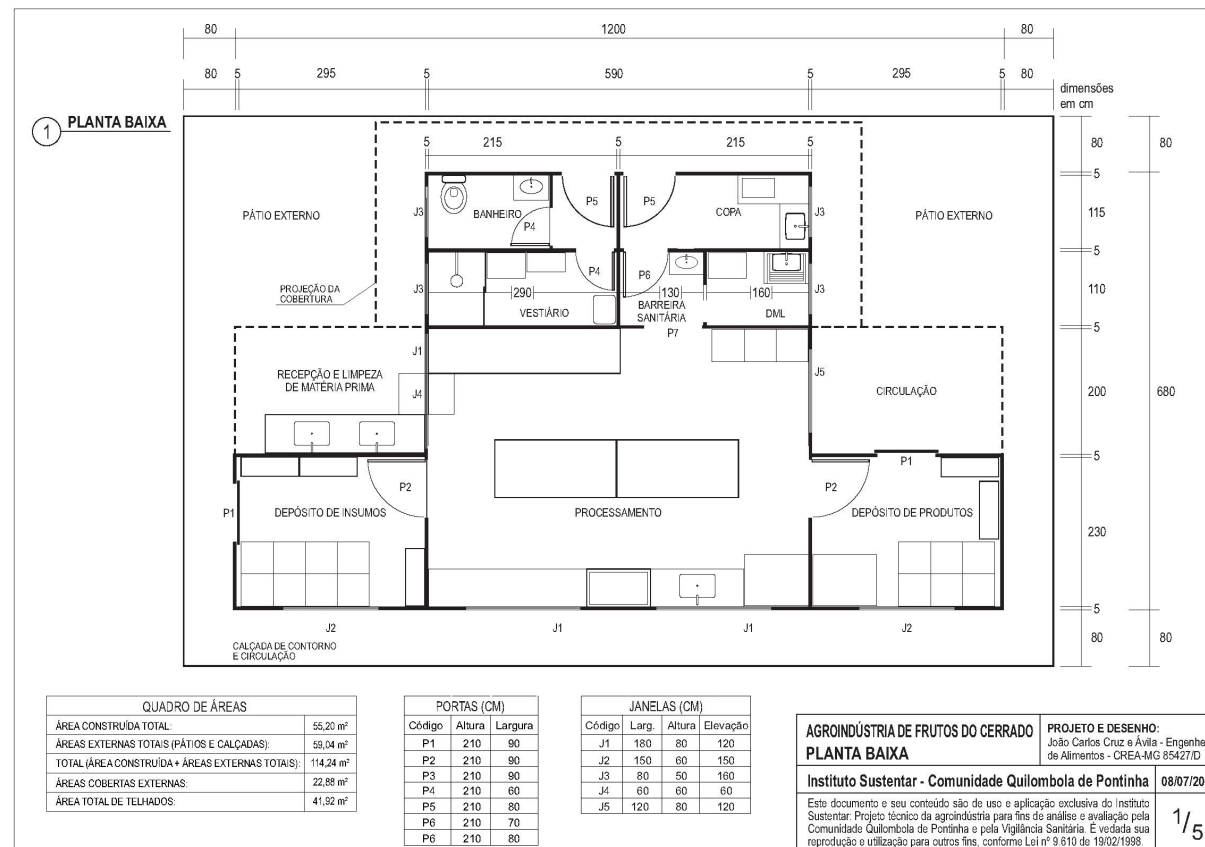 80 1200 80
80 5 295 5 590 5 295 5 80
dimensões
em cm
1 PLANTA BAIXA
5 215 5 215 5
80 80
5
115
5
110
5
200 680
5
230
5
80 80
PÁTIO EXTERNO
J3
BANHEIRO
P4
P5
P5
COPA
J3
PÁTIO EXTERNO
PROJEÇÃO DA
COBERTURA
J3
290
VESTIÁRIO
P4
P6
130
BARREIRA
SANITÁRIA
P7
160
DML
J3
RECEPÇÃO E LIMPEZA
DE MATÉRIA PRIMA
J1
J4
J5
CIRCULAÇÃO
P1
DEPÓSITO DE INSUMOS
P2
PROCESSAMENTO
P2
P1
DEPÓSITO DE PRODUTOS
J2
J1
J1
J2
CALÇADA DE CONTORNO
E CIRCULAÇÃO
QUADRO DE ÁREAS
ÁREA CONSTRUÍDA TOTAL: 55,20 m²
ÁREAS EXTERNAS TOTAIS (PÁTIOS E CALÇADAS): 59,04 m²
TOTAL (ÁREA CONSTRUÍDA + ÁREAS EXTERNAS TOTAIS): 114,24 m²
ÁREAS COBERTAS EXTERNAS: 22,88 m²
ÁREA TOTAL DE TELHADOS: 41,92 m²
PORTAS (CM)
Código Altura Largura
P1 210 90
P2 210 90
P3 210 90
P4 210 60
P5 210 80
P6 210 70
P6 210 80
JANELAS (CM)
Código Larg. Altura Elevação
J1 180 80 120
J2 150 60 150
J3 80 50 160
J4 60 60 60
J5 120 80 120
AGROINDÚSTRIA DE FRUTOS DO CERRADO
PLANTA BAIXA
PROJETO E DESENHO:
João Carlos Cruz e Ávila - Engenhe
de Alimentos - CREA-MG 85427/D
Instituto Sustentar - Comunidade Quilombola de Pontinha 08/07/20
Este documento e seu conteúdo são de uso e aplicação exclusiva do Instituto
Sustentar: Projeto técnico da agroindústria para fins de análise e avaliação pela
Comunidade Quilombola de Pontinha e pela Vigilância Sanitária. É vedada sua
reprodução e utilização para outros fins, conforme Lei nº 9.610 de 19/02/1998.
1/5